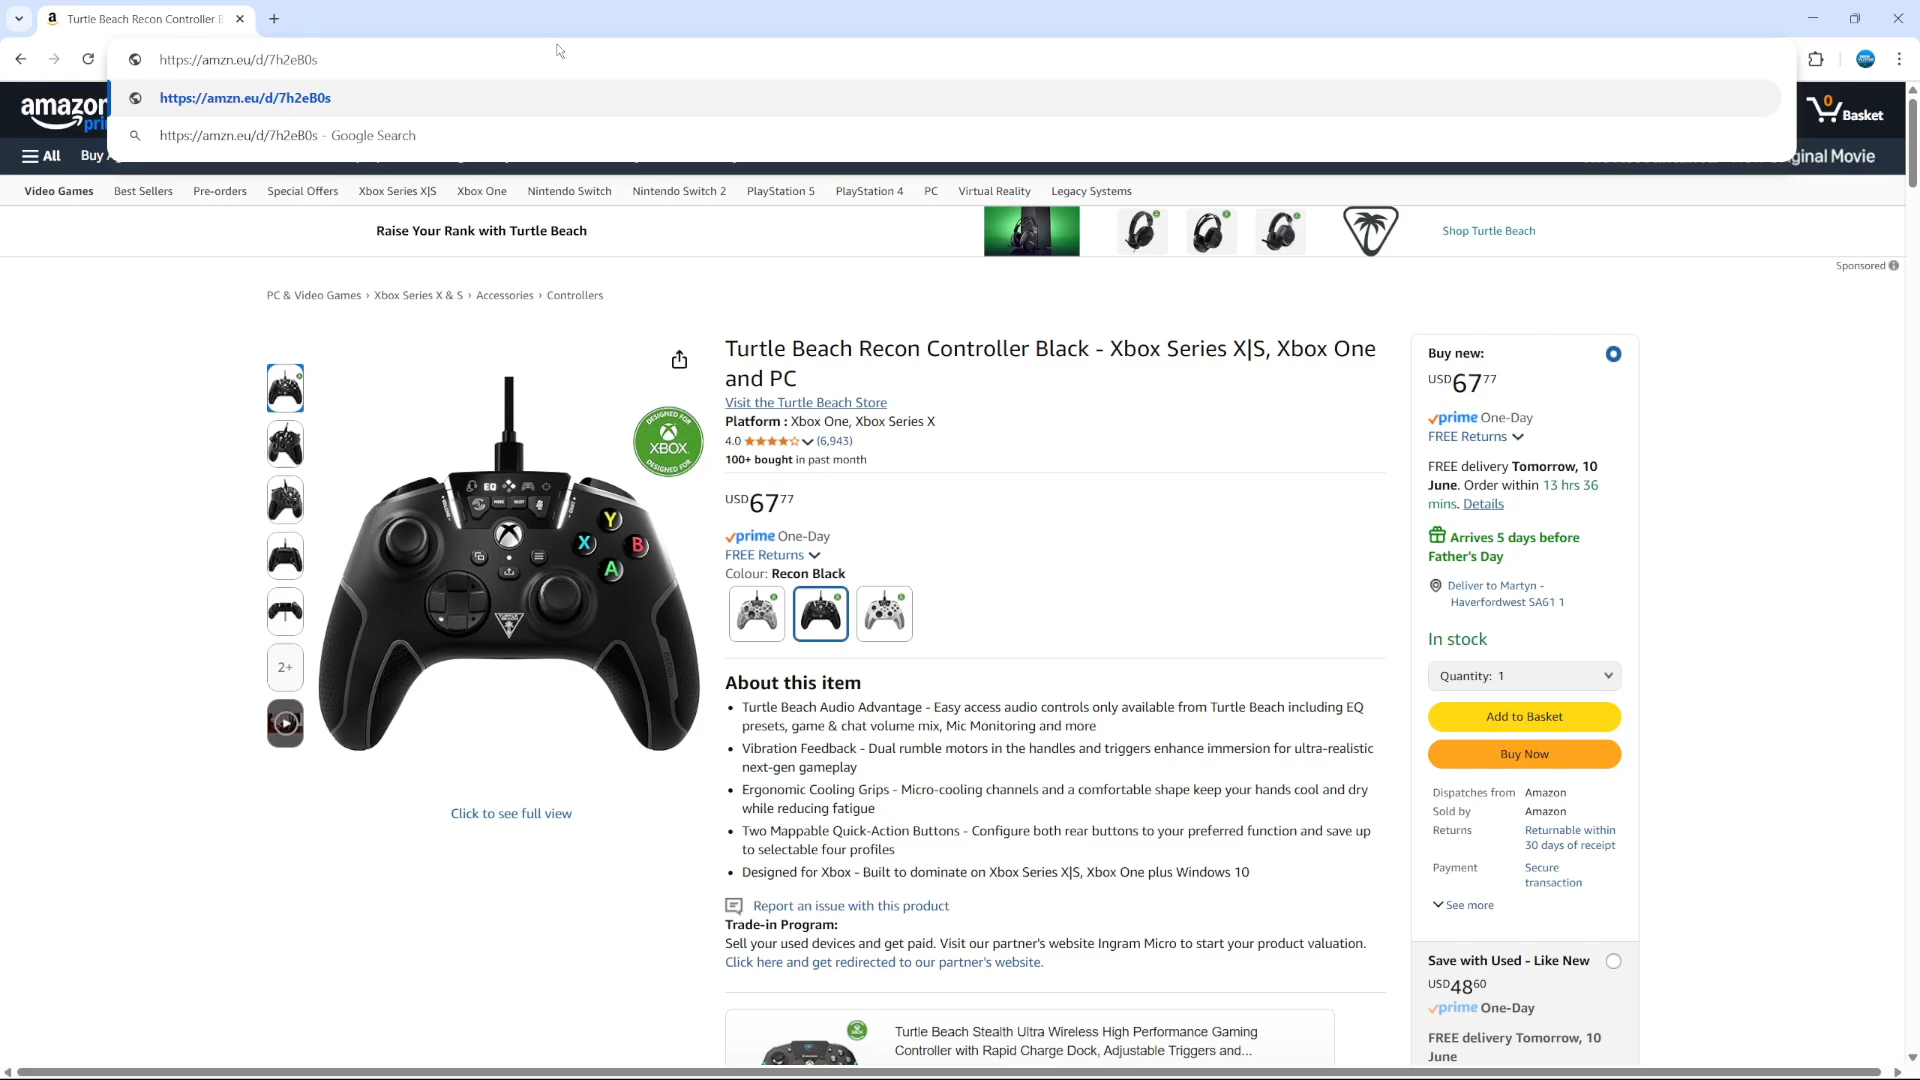 Turtle Beach Recon Controller B
https://amzn.eu/d/7h2eB0s
https://amzn.eu/d/7h2eB0s
https://amzn.eu/d/7h2eB0s - Google Search
amazon
0
Basket
All
Buy
ginal Movie
Video Games
Best Sellers
Pre-orders
Special Offers
Xbox Series X|S
Xbox One
Nintendo Switch
Nintendo Switch 2
PlayStation 5
PlayStation 4
PC
Virtual Reality
Legacy Systems
Raise Your Rank with Turtle Beach
Shop Turtle Beach
Sponsored
PC & Video Games › Xbox Series X & S › Accessories › Controllers
DESIGNED FOR
XBOX
DESIGNED FOR
EQ
MODE
VOLUME
CHAT
Y
X
B
A
TURTLE BEACH
RECON
2+
Click to see full view
Turtle Beach Recon Controller Black - Xbox Series X|S, Xbox One
and PC
Visit the Turtle Beach Store
Platform : Xbox One, Xbox Series X
4.0 (6,943)
100+ bought in past month
USD67 77
prime One-Day
FREE Returns
Colour: Recon Black
About this item
• Turtle Beach Audio Advantage - Easy access audio controls only available from Turtle Beach including EQ
presets, game & chat volume mix, Mic Monitoring and more
• Vibration Feedback - Dual rumble motors in the handles and triggers enhance immersion for ultra-realistic
next-gen gameplay
• Ergonomic Cooling Grips - Micro-cooling channels and a comfortable shape keep your hands cool and dry
while reducing fatigue
• Two Mappable Quick-Action Buttons - Configure both rear buttons to your preferred function and save up
to selectable four profiles
• Designed for Xbox - Built to dominate on Xbox Series X|S, Xbox One plus Windows 10
Report an issue with this product
Trade-in Program:
Sell your used devices and get paid. Visit our partner's website Ingram Micro to start your product valuation.
Click here and get redirected to our partner's website.
Turtle Beach Stealth Ultra Wireless High Performance Gaming
Controller with Rapid Charge Dock, Adjustable Triggers and...
Buy new:
USD67 77
prime One-Day
FREE Returns
FREE delivery Tomorrow, 10
June. Order within 13 hrs 36
mins. Details
Arrives 5 days before
Father's Day
Deliver to Martyn -
Haverfordwest SA61 1
In stock
Quantity: 1
Add to Basket
Buy Now
Dispatches from Amazon
Sold by Amazon
Returns Returnable within
30 days of receipt
Payment Secure
transaction
See more
Save with Used - Like New
USD48 60
prime One-Day
FREE delivery Tomorrow, 10
June